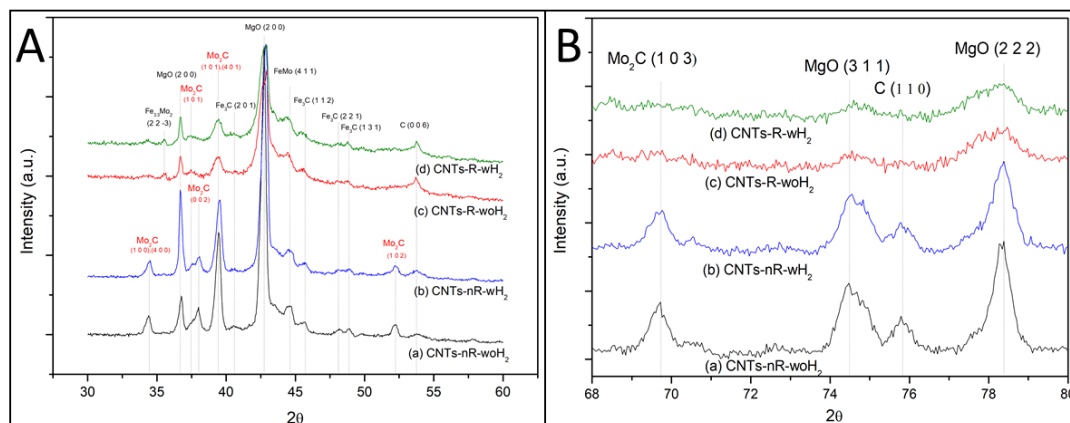 A
MgO (2 0 0)
Mo2C
(1 0 1),(4 0 1)
FeMo (4 1 1)
MgO (2 0 0)
Mo2C
(1 0 1)
Fe3C (2 0 1)
Fe3C (1 1 2)
(2 2 -3)
Fe3C (2 2 1)
Fe3C (1 3 1)
C (0 0 6)
(d) CNTs-R-wH2
(c) CNTs-R-woH2
Mo2C
(0 0 2)
Mo2C
(1 0 0),(4 0 0)
Mo2C
(1 0 2)
(b) CNTs-nR-wH2
(a) CNTs-nR-woH2
Intensity (a.u.)
30 35 40 45 50 55 60
2θ
B
Mo2C (1 0 3)
MgO (3 1 1)
C (1 1 0)
MgO (2 2 2)
(d) CNTs-R-wH2
(c) CNTs-R-woH2
(b) CNTs-nR-wH2
(a) CNTs-nR-woH2
Intensity (a.u.)
68 70 72 74 76 78 80
2θ